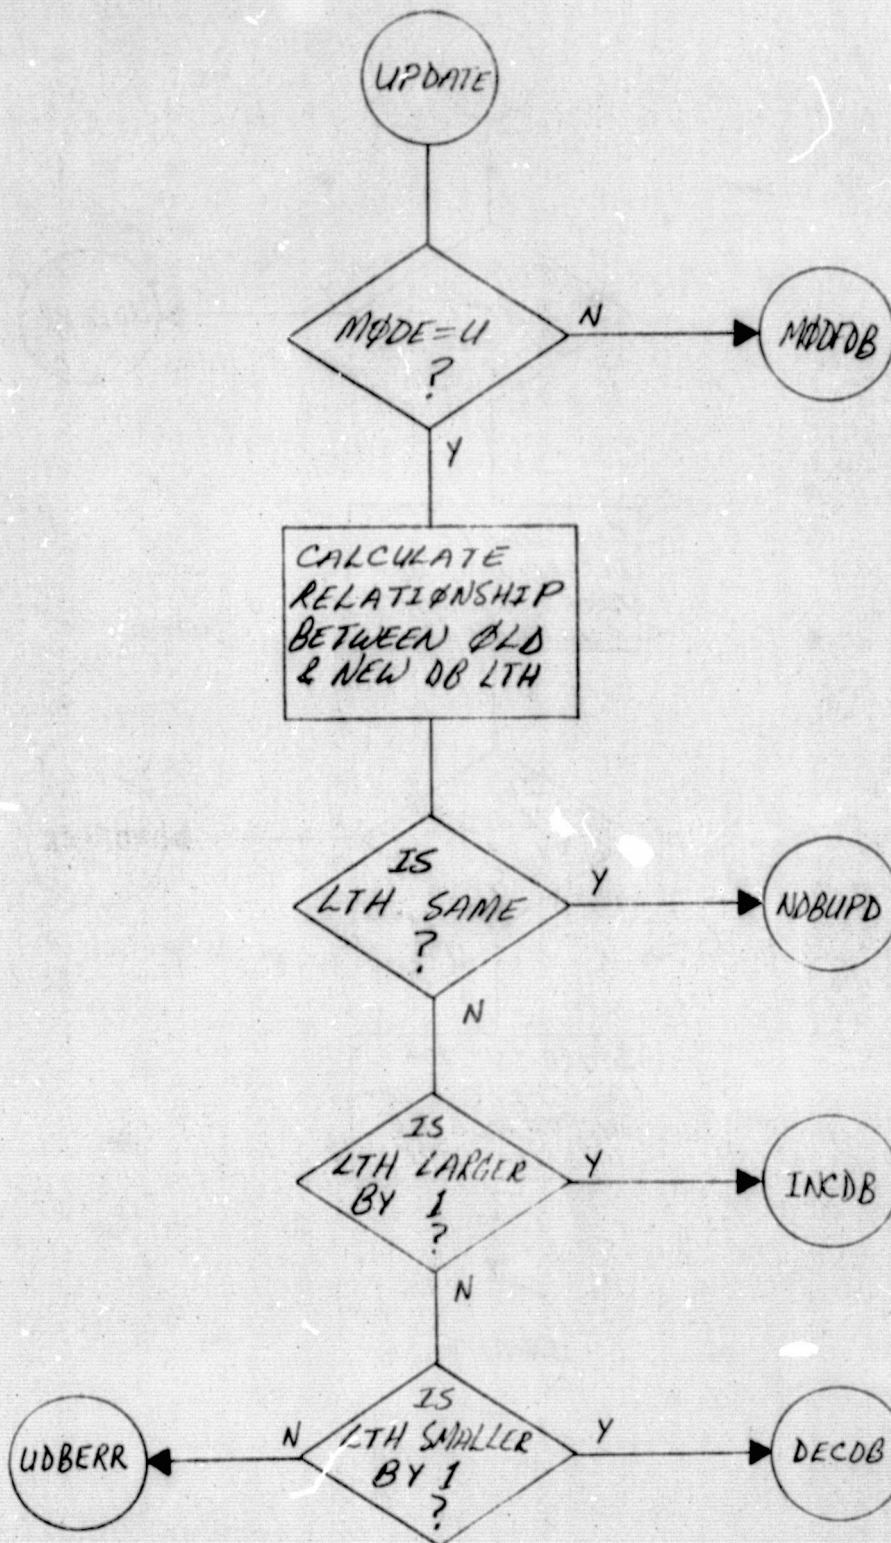 UPDATE
MØDE=U
?
N
MØDFDB
Y
CALCULATE
RELATIØNSHIP
BETWEEN ØLD
& NEW DB LTH
IS
LTH SAME
?
Y
NDBUPD
N
IS
LTH LARGER
BY 1
?
Y
INCDB
N
IS
LTH SMALLER
BY 1
?
N
UDBERR
Y
DECDB